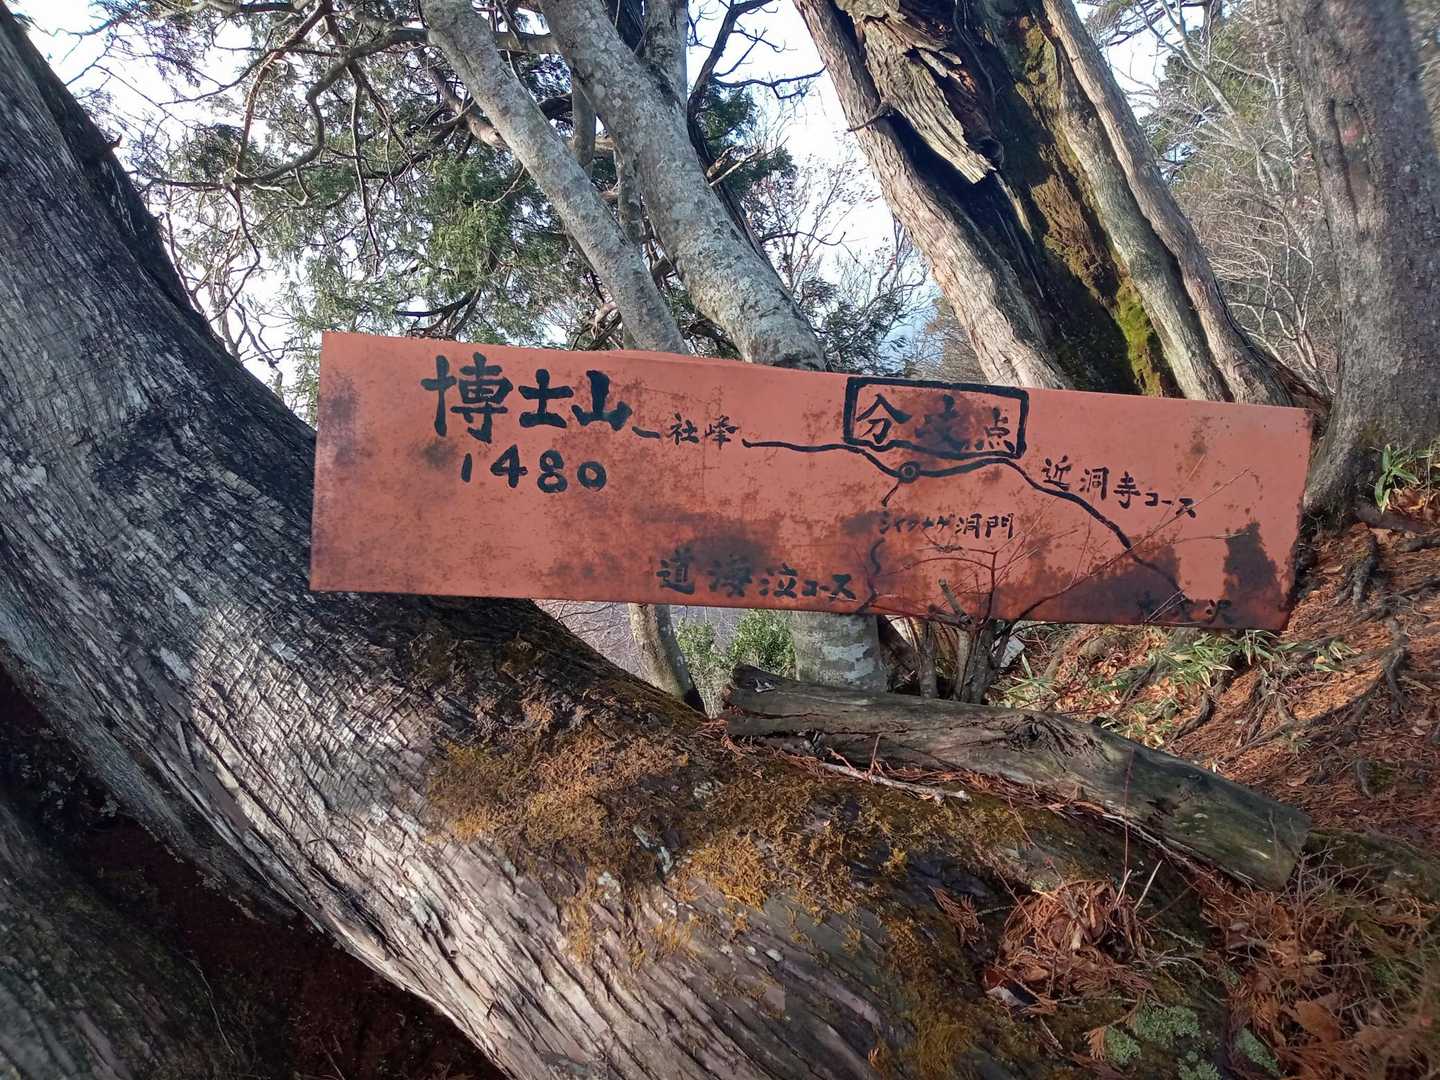 博士山
1480
社峰
分岐点
近洞寺コース
シャクナゲ洞門
道海泣コース